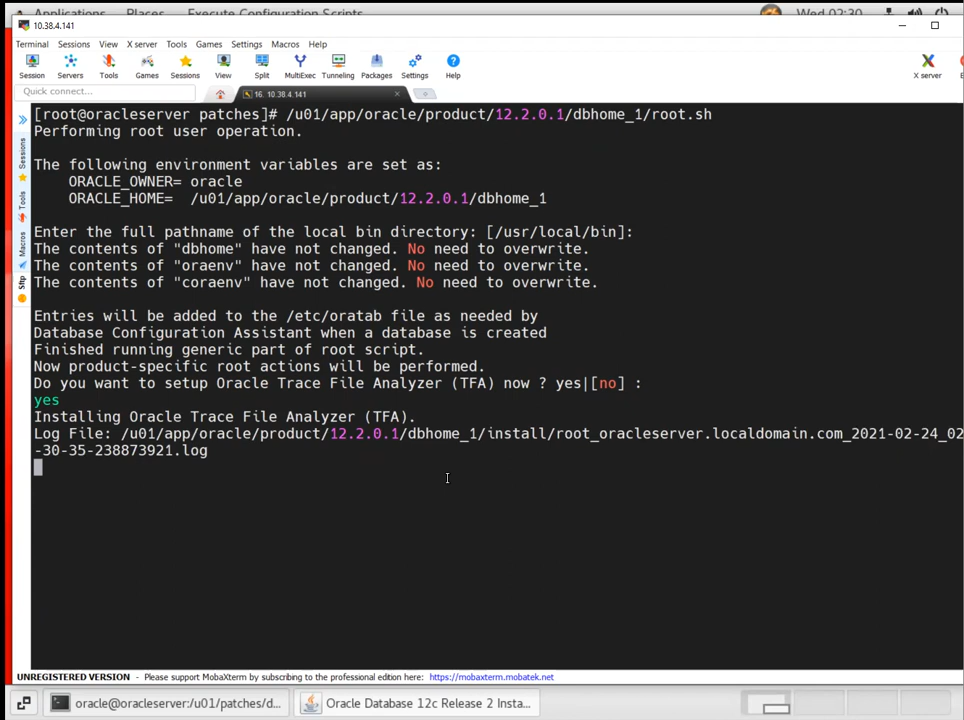 Applications Places Execute Configuration Scripts Wed 02:30
10.38.4.141
Terminal Sessions View X server Tools Games Settings Macros Help
Session Servers Tools Games Sessions View Split MultiExec Tunneling Packages Settings Help X server
Quick connect...
16. 10.38.4.141
Sessions
Tools
Macros
Sftp
[root@oracleserver patches]# /u01/app/oracle/product/12.2.0.1/dbhome_1/root.sh
Performing root user operation.
The following environment variables are set as:
ORACLE_OWNER= oracle
ORACLE_HOME= /u01/app/oracle/product/12.2.0.1/dbhome_1
Enter the full pathname of the local bin directory: [/usr/local/bin]:
The contents of "dbhome" have not changed. No need to overwrite.
The contents of "oraenv" have not changed. No need to overwrite.
The contents of "coraenv" have not changed. No need to overwrite.
Entries will be added to the /etc/oratab file as needed by
Database Configuration Assistant when a database is created
Finished running generic part of root script.
Now product-specific root actions will be performed.
Do you want to setup Oracle Trace File Analyzer (TFA) now ? yes|[no] :
yes
Installing Oracle Trace File Analyzer (TFA).
Log File: /u01/app/oracle/product/12.2.0.1/dbhome_1/install/root_oracleserver.localdomain.com_2021-02-24_02
-30-35-238873921.log
UNREGISTERED VERSION - Please support MobaXterm by subscribing to the professional edition here: https://mobaxterm.mobatek.net
oracle@oracleserver:/u01/patches/d... Oracle Database 12c Release 2 Insta...